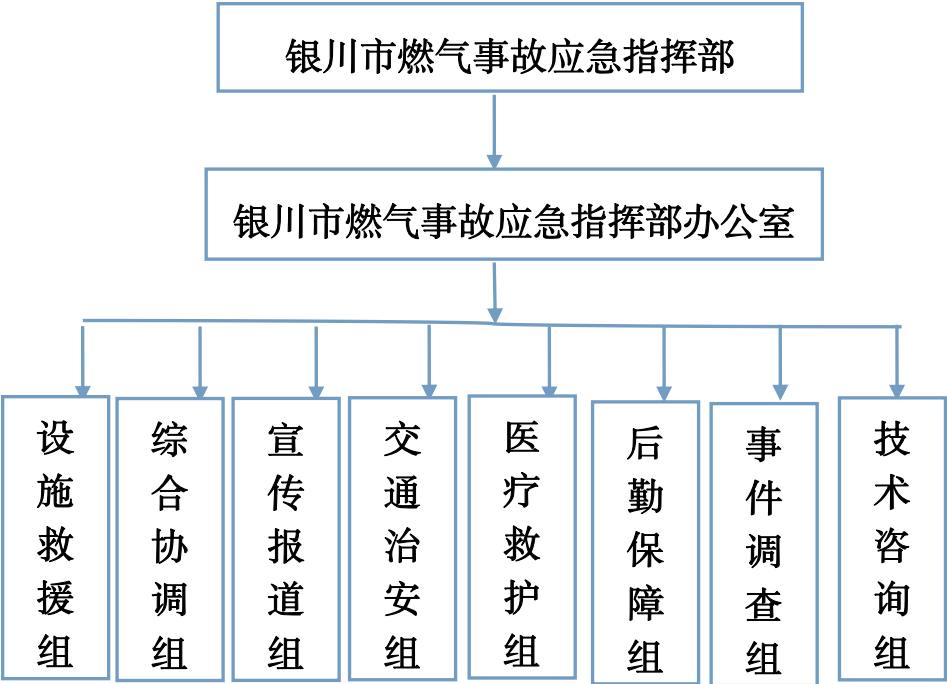 银川市燃气事故应急指挥部
银川市燃气事故应急指挥部办公室
设施救援组
综合协调组
宣传报道组
交通治安组
医疗救护组
后勤保障组
事件调查组
技术咨询组